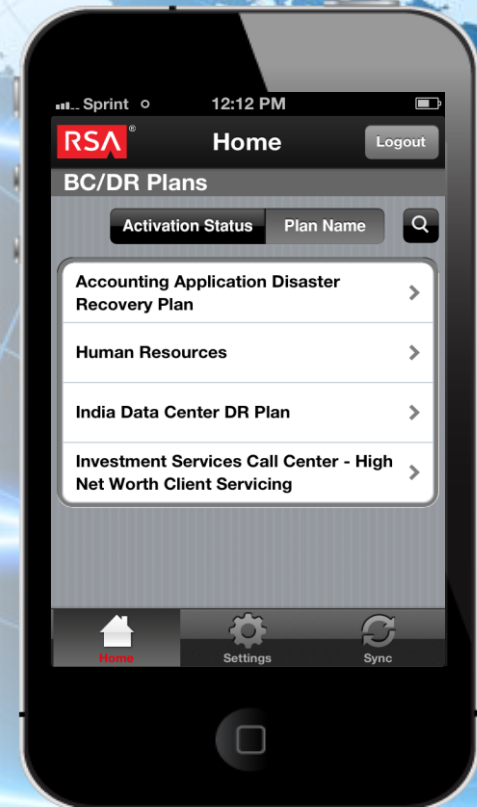 Sprint
12:12 PM
RSA®
Home
Logout
BC/DR Plans
Activation Status
Plan Name
Accounting Application Disaster
Recovery Plan
Human Resources
India Data Center DR Plan
Investment Services Call Center - High
Net Worth Client Servicing
Home
Settings
Sync